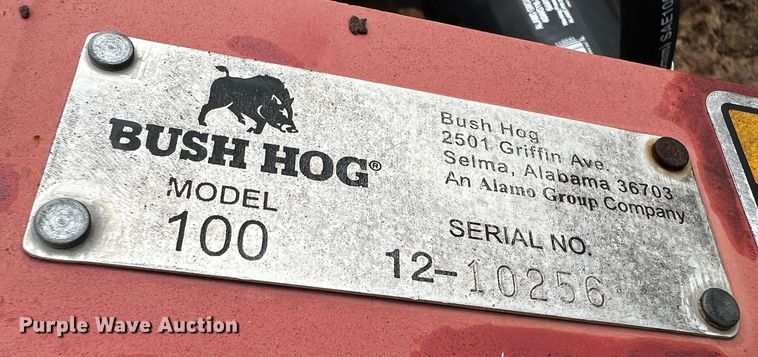 BUSH HOG®
MODEL
100
Bush Hog
2501 Griffin Ave.
Selma, Alabama 36703
An Alamo Group Company
SERIAL NO.
12-10256
SAE10
Purple Wave Auction